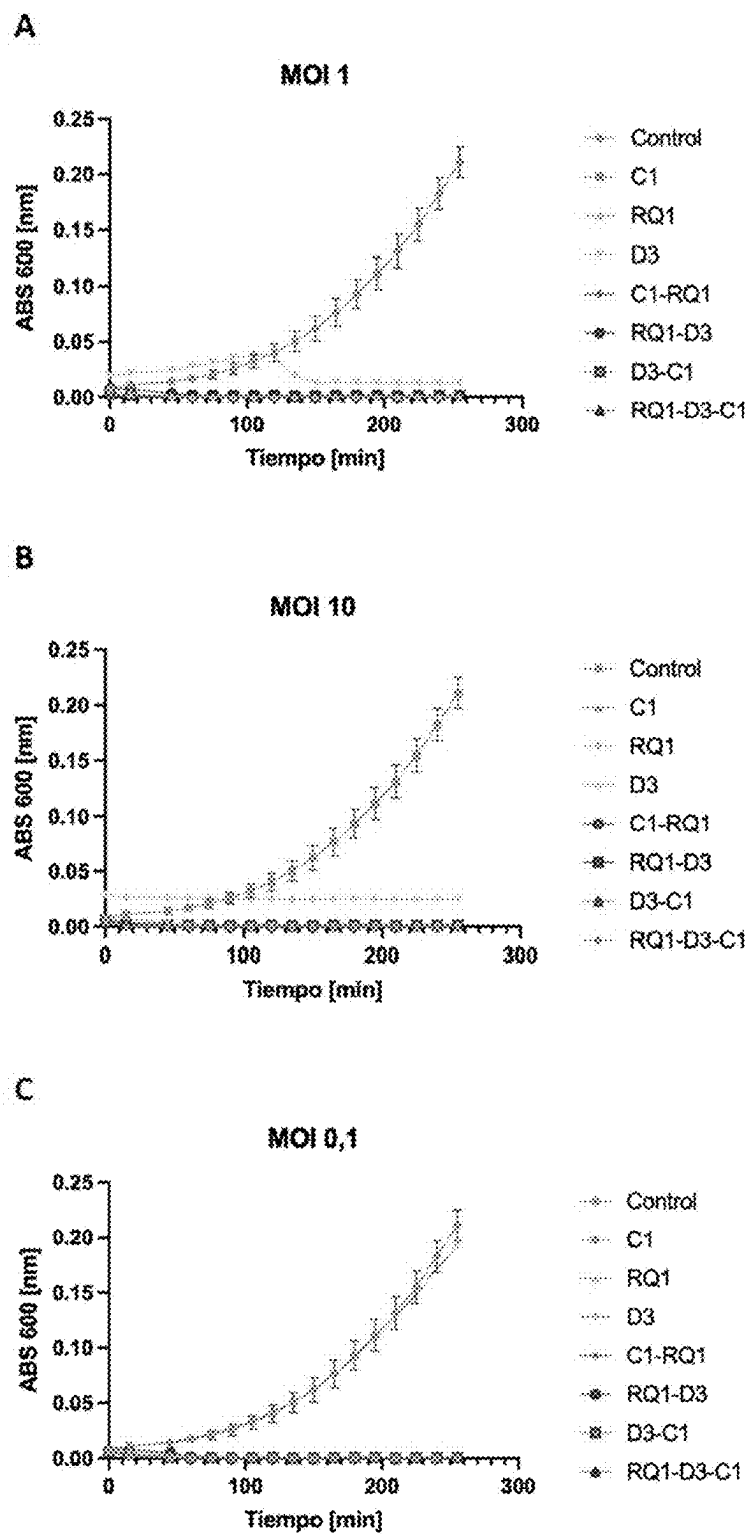 A
MOI 1
ABS 600 [nm]
0.25
0.20
0.15
0.10
0.05
0.00
0
100
200
300
Tiempo [min]
Control
C1
RQ1
D3
C1-RQ1
RQ1-D3
D3-C1
RQ1-D3-C1
B
MOI 10
ABS 600 [nm]
0.25
0.20
0.15
0.10
0.05
0.00
0
100
200
300
Tiempo [min]
Control
C1
RQ1
D3
C1-RQ1
RQ1-D3
D3-C1
RQ1-D3-C1
C
MOI 0,1
ABS 600 [nm]
0.25
0.20
0.15
0.10
0.05
0.00
0
100
200
300
Tiempo [min]
Control
C1
RQ1
D3
C1-RQ1
RQ1-D3
D3-C1
RQ1-D3-C1